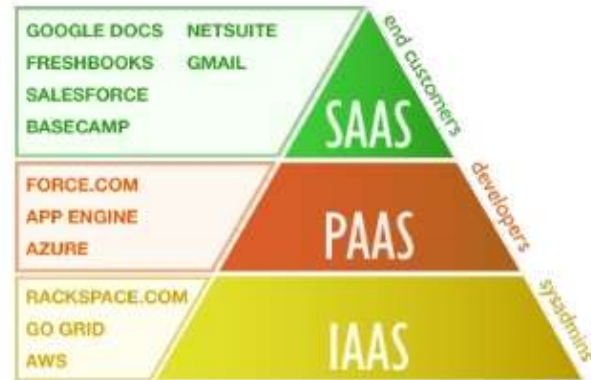 GOOGLE DOCS NETSUITE
FRESHBOOKS GMAIL
SALESFORCE
BASECAMP
SAAS
end customers
FORCE.COM
APP ENGINE
AZURE
PAAS
developers
RACKSPACE.COM
GO GRID
AWS
IAAS
sysadmins